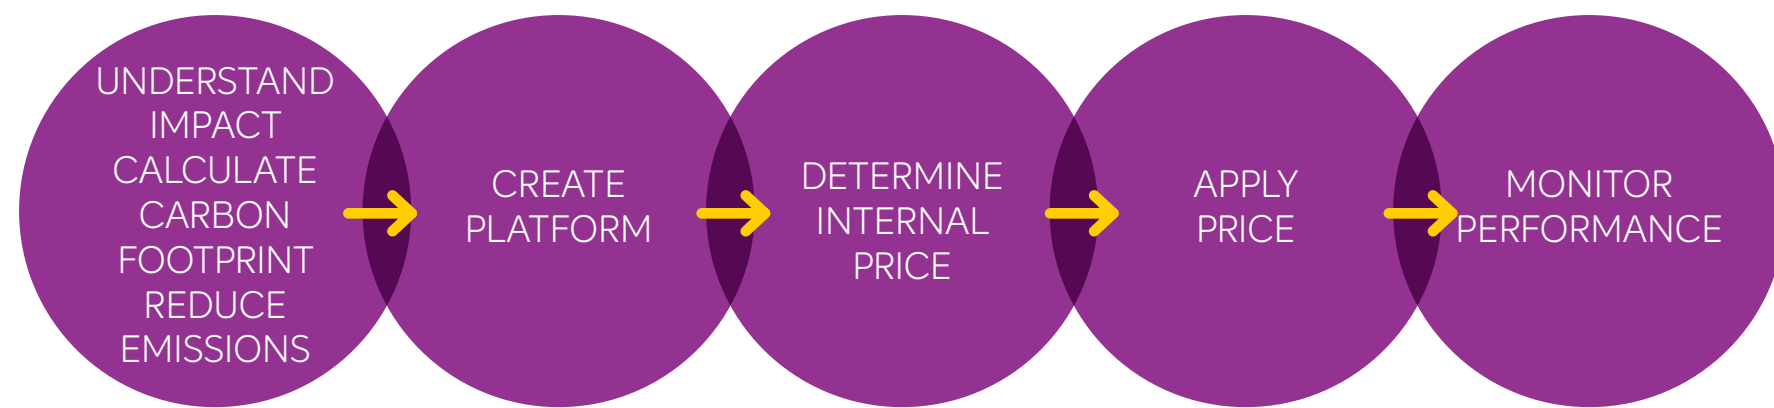 UNDERSTAND
IMPACT
CALCULATE
CARBON
FOOTPRINT
REDUCE
EMISSIONS
CREATE
PLATFORM
DETERMINE
INTERNAL
PRICE
APPLY
PRICE
MONITOR
PERFORMANCE